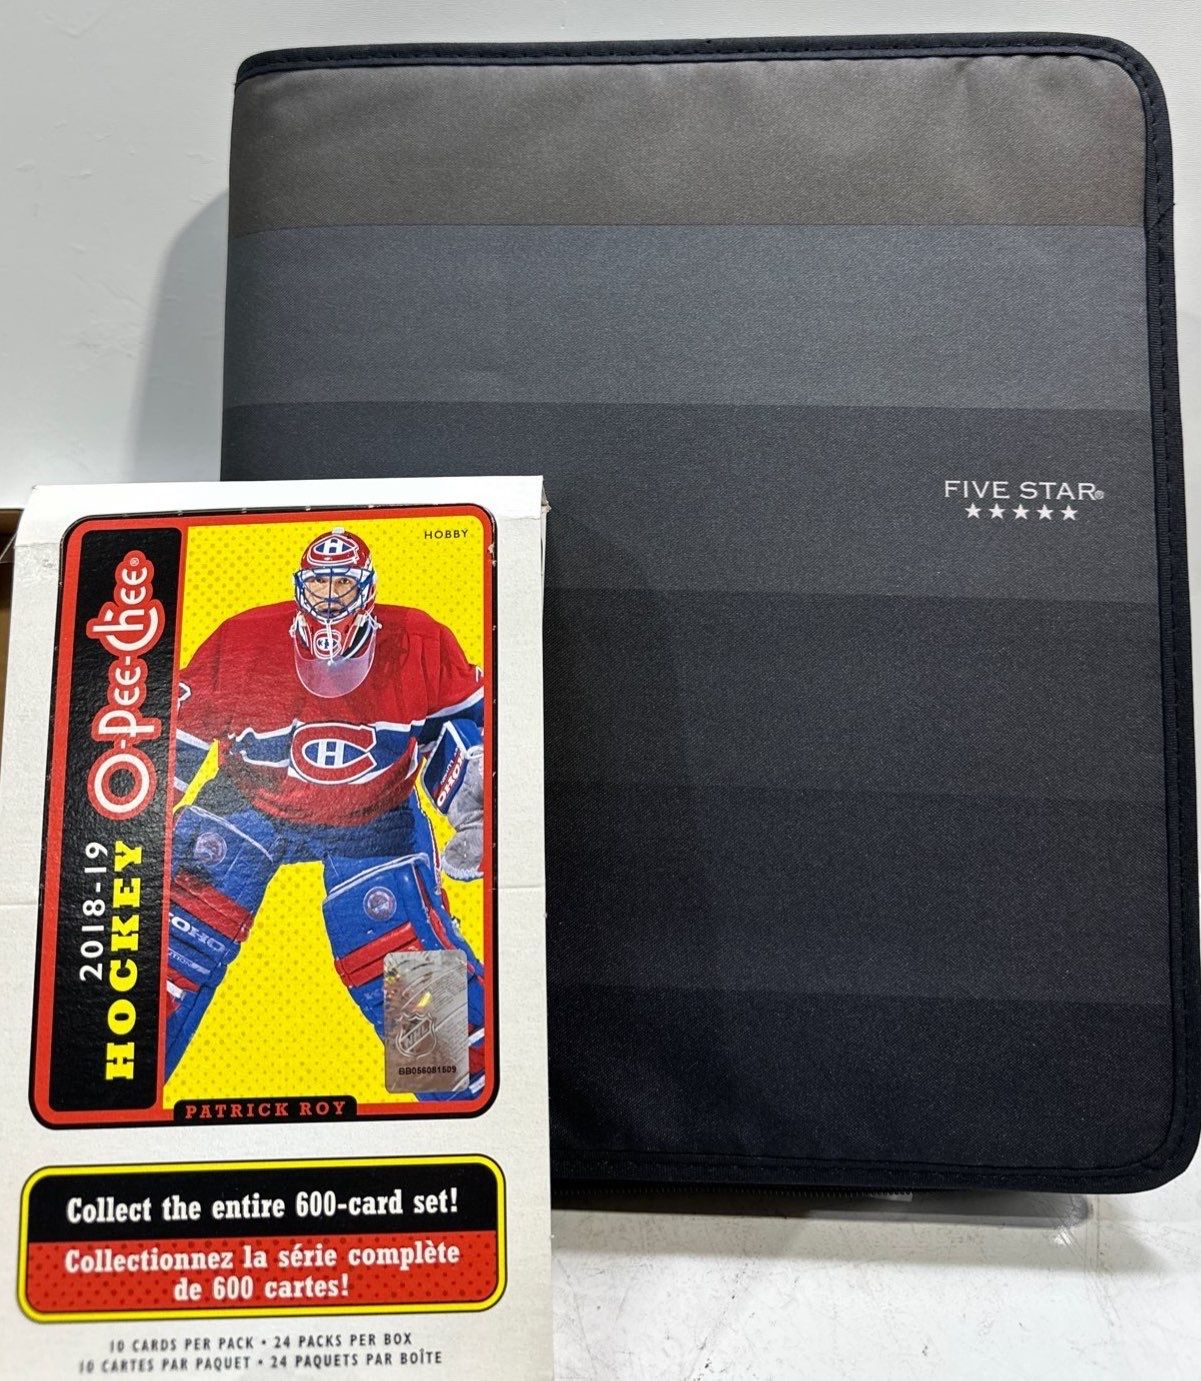 FIVE STAR®
HOBBY
O-Pee-Chee®
2018-19
HOCKEY
BB056081509
PATRICK ROY
Collect the entire 600-card set!
Collectionnez la série complète
de 600 cartes!
10 CARDS PER PACK • 24 PACKS PER BOX
10 CARTES PAR PAQUET • 24 PAQUETS PAR BOÎTE
KOHO
NHL